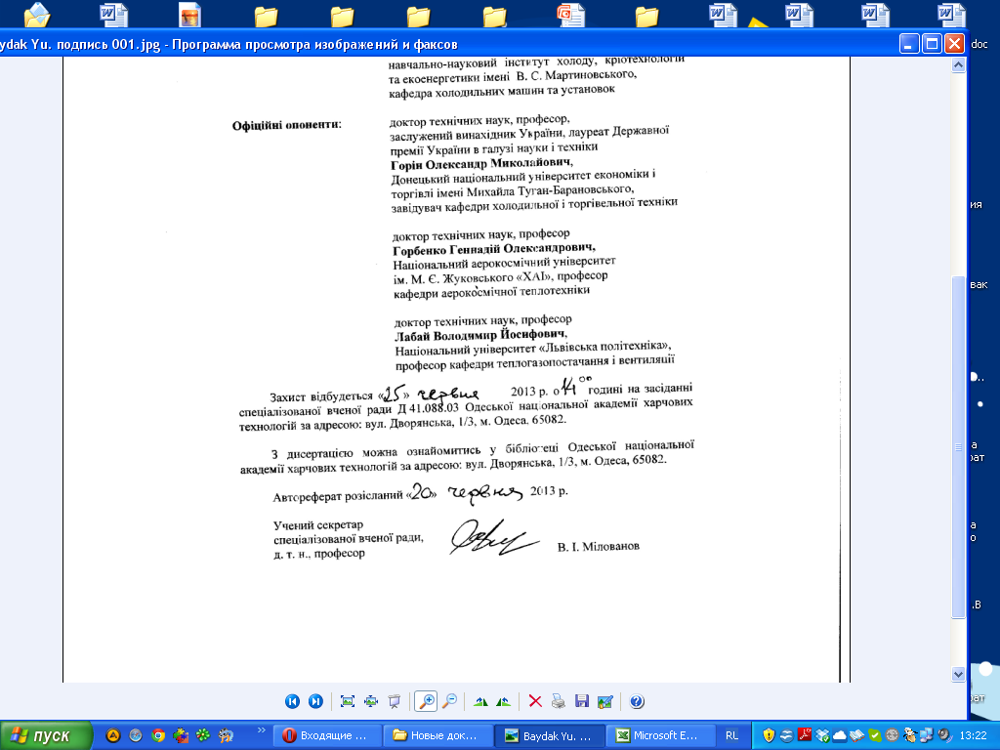 doc
aydak Yu. подпись 001.jpg - Программа просмотра изображений и факсов
навчально-науковий інститут холоду, кріотехнологій
та екоенергетики імені В. С. Мартиновського,
кафедра холодильних машин та установок
Офіційні опоненти:
доктор технічних наук, професор,
заслужений винахідник України, лауреат Державної
премії України в галузі науки і техніки
Горін Олександр Миколайович,
Донецький національний університет економіки і
торгівлі імені Михайла Туган-Барановського,
завідувач кафедри холодильної і торгівельної техніки
доктор технічних наук, професор
Горбенко Геннадій Олександрович,
Національний аерокосмічний університет
ім. М. Є. Жуковського «ХАІ», професор
кафедри аерокосмічної теплотехніки
доктор технічних наук, професор
Лабай Володимир Йосифович,
Національний університет «Львівська політехніка»,
професор кафедри теплогазопостачання і вентиляції
Захист відбудеться «25» червня 2013 р. о 14 00 годині на засіданні
спеціалізованої вченої ради Д 41.088.03 Одеської національної академії харчових
технологій за адресою: вул. Дворянська, 1/3, м. Одеса. 65082.
З дисертацією можна ознайомитись у бібліотеці Одеської національної
академії харчових технологій за адресою: вул. Дворянська, 1/3, м. Одеса, 65082.
Автореферат розісланий «20» червня 2013 р.
Учений секретар
спеціалізованої вченої ради,
д. т. н., професор
В. І. Мілованов
ия
вак
а
рат
а
о
.В
рат
пуск
Входящие ...
Новые док...
Baydak Yu. ...
Microsoft E...
RL
13:22